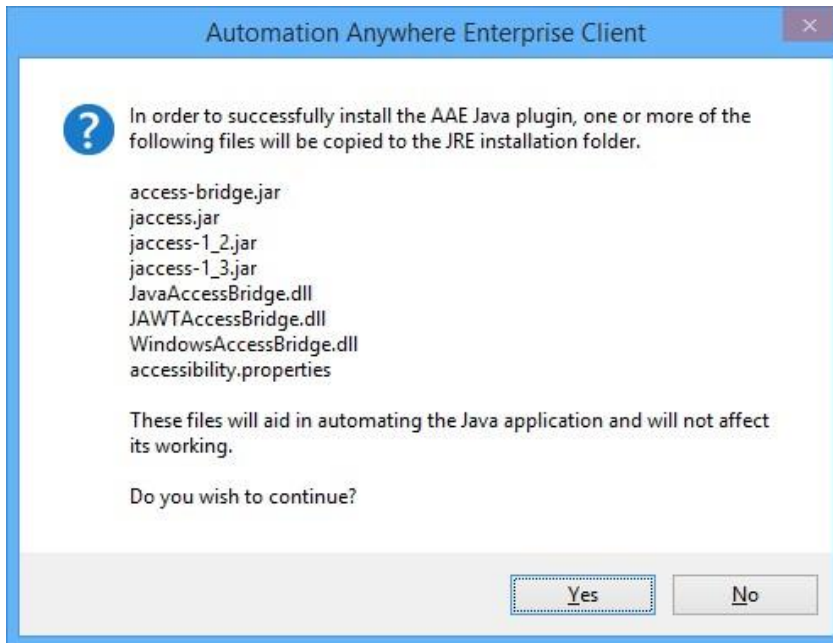 Automation Anywhere Enterprise Client
In order to successfully install the AAE Java plugin, one or more of the
following files will be copied to the JRE installation folder.
access-bridge.jar
jaccess.jar
jaccess-1_2.jar
jaccess-1_3.jar
JavaAccessBridge.dll
JAWTAccessBridge.dll
WindowsAccessBridge.dll
accessibility.properties
These files will aid in automating the Java application and will not affect
its working.
Do you wish to continue?
Yes
No